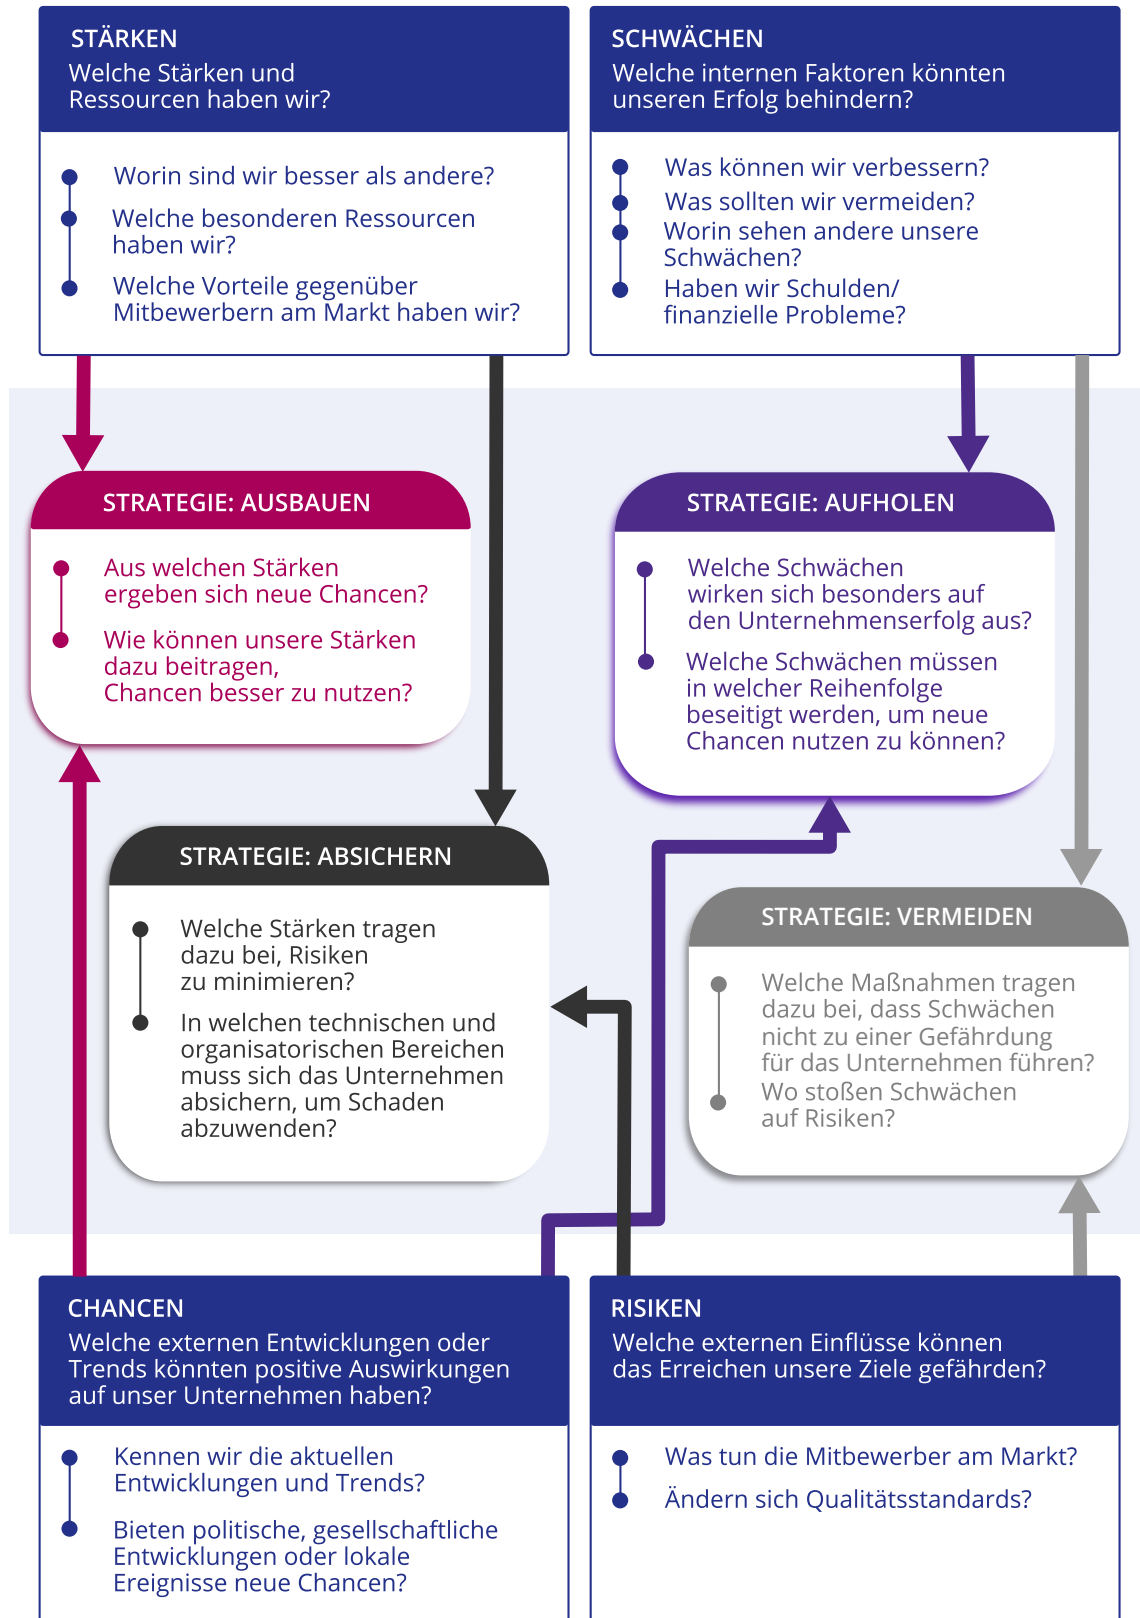 STÄRKEN
Welche Stärken und
Ressourcen haben wir?
Worin sind wir besser als andere?
Welche besonderen Ressourcen
haben wir?
Welche Vorteile gegenüber
Mitbewerbern am Markt haben wir?
SCHWÄCHEN
Welche internen Faktoren könnten
unseren Erfolg behindern?
Was können wir verbessern?
Was sollten wir vermeiden?
Worin sehen andere unsere
Schwächen?
Haben wir Schulden/
finanzielle Probleme?
STRATEGIE: AUSBAUEN
Aus welchen Stärken
ergeben sich neue Chancen?
Wie können unsere Stärken
dazu beitragen,
Chancen besser zu nutzen?
STRATEGIE: AUFHOLEN
Welche Schwächen
wirken sich besonders auf
den Unternehmenserfolg aus?
Welche Schwächen müssen
in welcher Reihenfolge
beseitigt werden, um neue
Chancen nutzen zu können?
STRATEGIE: ABSICHERN
Welche Stärken tragen
dazu bei, Risiken
zu minimieren?
In welchen technischen und
organisatorischen Bereichen
muss sich das Unternehmen
absichern, um Schaden
abzuwenden?
STRATEGIE: VERMEIDEN
Welche Maßnahmen tragen
dazu bei, dass Schwächen
nicht zu einer Gefährdung
für das Unternehmen führen?
Wo stoßen Schwächen
auf Risiken?
CHANCEN
Welche externen Entwicklungen oder
Trends könnten positive Auswirkungen
auf unser Unternehmen haben?
Kennen wir die aktuellen
Entwicklungen und Trends?
Bieten politische, gesellschaftliche
Entwicklungen oder lokale
Ereignisse neue Chancen?
RISIKEN
Welche externen Einflüsse können
das Erreichen unsere Ziele gefährden?
Was tun die Mitbewerber am Markt?
Ändern sich Qualitätsstandards?